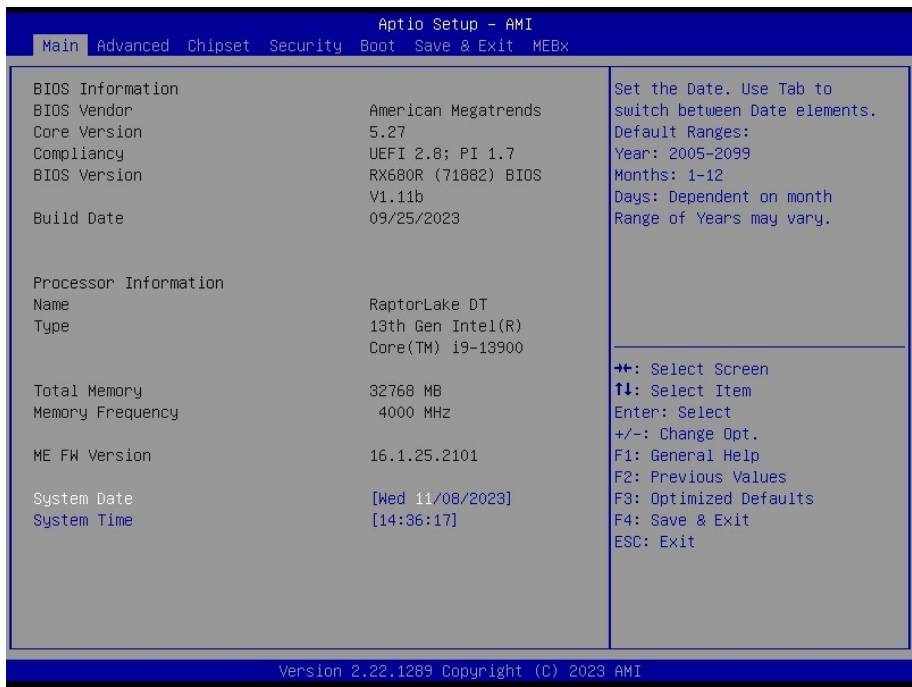 Aptio Setup – AMI
Main Advanced Chipset Security Boot Save & Exit MEBx
BIOS Information
BIOS Vendor American Megatrends
Core Version 5.27
Compliancy UEFI 2.8; PI 1.7
BIOS Version RX680R (71882) BIOS
V1.11b
Build Date 09/25/2023
Processor Information
Name RaptorLake DT
Type 13th Gen Intel(R)
Core(TM) i9-13900
Total Memory 32768 MB
Memory Frequency 4000 MHz
ME FW Version 16.1.25.2101
System Date [Wed 11/08/2023]
System Time [14:36:17]
Set the Date. Use Tab to
switch between Date elements.
Default Ranges:
Year: 2005-2099
Months: 1-12
Days: Dependent on month
Range of Years may vary.
→←: Select Screen
↑↓: Select Item
Enter: Select
+/-: Change Opt.
F1: General Help
F2: Previous Values
F3: Optimized Defaults
F4: Save & Exit
ESC: Exit
Version 2.22.1289 Copyright (C) 2023 AMI